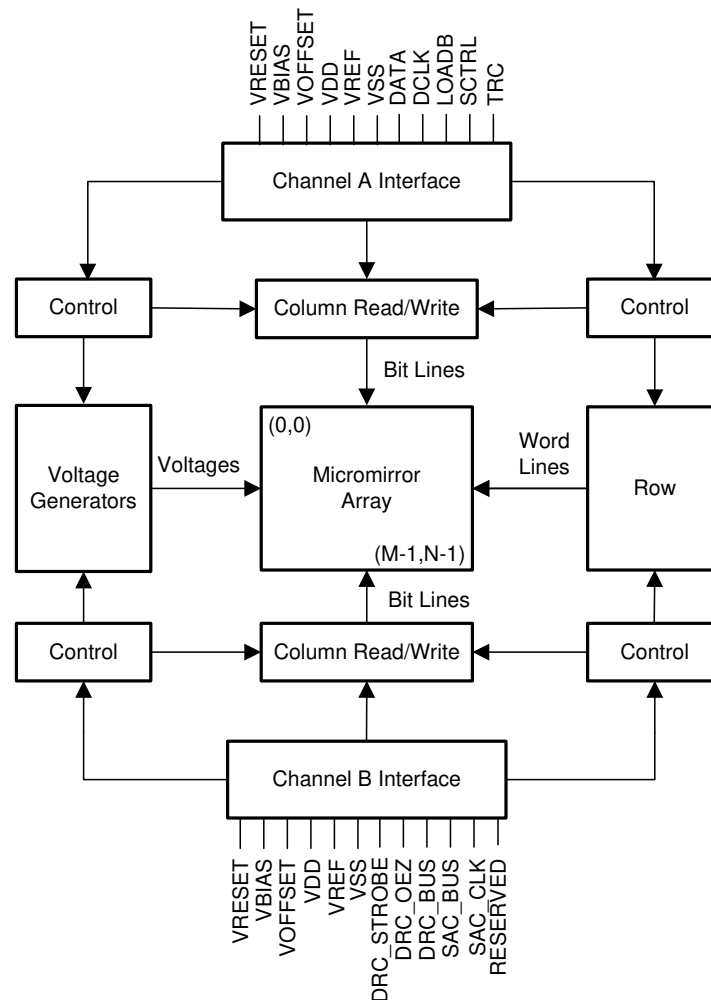 VRESET
VBIAS
VOFFSET
VDD
VREF
VSS
DATA
DCLK
LOADB
SCTRL
TRC
Channel A Interface
Control
Column Read/Write
Control
Bit Lines
(0,0)
Voltage
Generators
Voltages
Micromirror
Array
Word
Lines
Row
(M-1,N-1)
Bit Lines
Control
Column Read/Write
Control
Channel B Interface
VRESET
VBIAS
VOFFSET
VDD
VREF
VSS
DRC_STROBE
DRC_OEZ
DRC_BUS
SAC_BUS
SAC_CLK
RESERVED